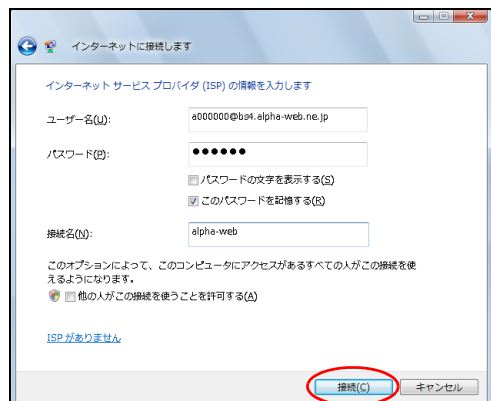 インターネットに接続します
インターネット サービス プロバイダ (ISP) の情報を入力します
ユーザー名(U): a000000@bs4.alpha-web.ne.jp
パスワード(P): ●●●●●●
パスワードの文字を表示する(S)
このパスワードを記憶する(R)
接続名(N): alpha-web
このオプションによって、このコンピュータにアクセスがあるすべての人がこの接続を使
えるようになります。
他の人がこの接続を使うことを許可する(A)
ISP がありません
接続(C) キャンセル